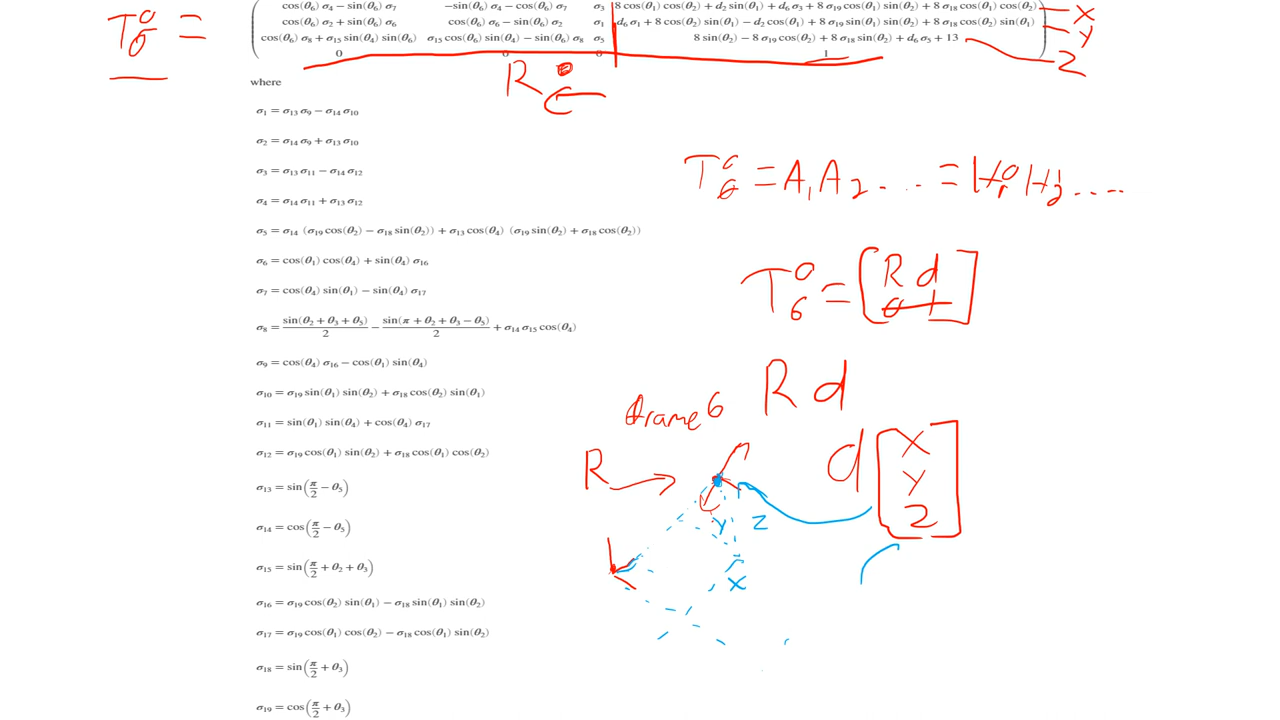 T⁰₆ =
cos(θ₆) σ₄ − sin(θ₆) σ₇   −sin(θ₆) σ₄ − cos(θ₆) σ₇   σ₃   8 cos(θ₁) cos(θ₂) + d₂ sin(θ₁) + d₆ σ₃ + 8 σ₁₉ cos(θ₁) sin(θ₂) + 8 σ₁₈ cos(θ₁) cos(θ₂)   X
cos(θ₆) σ₂ + sin(θ₆) σ₆   cos(θ₆) σ₆ − sin(θ₆) σ₂   σ₁   d₆ σ₁ + 8 cos(θ₂) sin(θ₁) − d₂ cos(θ₁) + 8 σ₁₉ sin(θ₁) sin(θ₂) + 8 σ₁₈ cos(θ₂) sin(θ₁)   y
cos(θ₆) σ₈ + σ₁₅ sin(θ₄) sin(θ₆)   σ₁₅ cos(θ₆) sin(θ₄) − sin(θ₆) σ₈   σ₅   8 sin(θ₂) − 8 σ₁₉ cos(θ₂) + 8 σ₁₈ sin(θ₂) + d₆ σ₅ + 13   Z
0   0   0   1
R
where
σ₁ = σ₁₃ σ₉ − σ₁₄ σ₁₀
σ₂ = σ₁₄ σ₉ + σ₁₃ σ₁₀
σ₃ = σ₁₃ σ₁₁ − σ₁₄ σ₁₂
σ₄ = σ₁₄ σ₁₁ + σ₁₃ σ₁₂
σ₅ = σ₁₄ (σ₁₉ cos(θ₂) − σ₁₈ sin(θ₂)) + σ₁₃ cos(θ₄) (σ₁₉ sin(θ₂) + σ₁₈ cos(θ₂))
σ₆ = cos(θ₁) cos(θ₄) + sin(θ₄) σ₁₆
σ₇ = cos(θ₄) sin(θ₁) − sin(θ₄) σ₁₇
σ₈ = sin(θ₂ + θ₃ + θ₅)/2 − sin(π + θ₂ + θ₃ − θ₅)/2 + σ₁₄ σ₁₅ cos(θ₄)
σ₉ = cos(θ₄) σ₁₆ − cos(θ₁) sin(θ₄)
σ₁₀ = σ₁₉ sin(θ₁) sin(θ₂) + σ₁₈ cos(θ₂) sin(θ₁)
σ₁₁ = sin(θ₁) sin(θ₄) + cos(θ₄) σ₁₇
σ₁₂ = σ₁₉ cos(θ₁) sin(θ₂) + σ₁₈ cos(θ₁) cos(θ₂)
σ₁₃ = sin(π/2 − θ₅)
σ₁₄ = cos(π/2 − θ₅)
σ₁₅ = sin(π/2 + θ₂ + θ₃)
σ₁₆ = σ₁₉ cos(θ₂) sin(θ₁) − σ₁₈ sin(θ₁) sin(θ₂)
σ₁₇ = σ₁₉ cos(θ₁) cos(θ₂) − σ₁₈ cos(θ₁) sin(θ₂)
σ₁₈ = sin(π/2 + θ₃)
σ₁₉ = cos(π/2 + θ₃)
T⁰₆ = A₁ A₂ .... = H⁰₁ H¹₂ ....
T⁰₆ = [R d
0 1]
R d
frame 6
R
d [X
y
Z]
y
Z
X